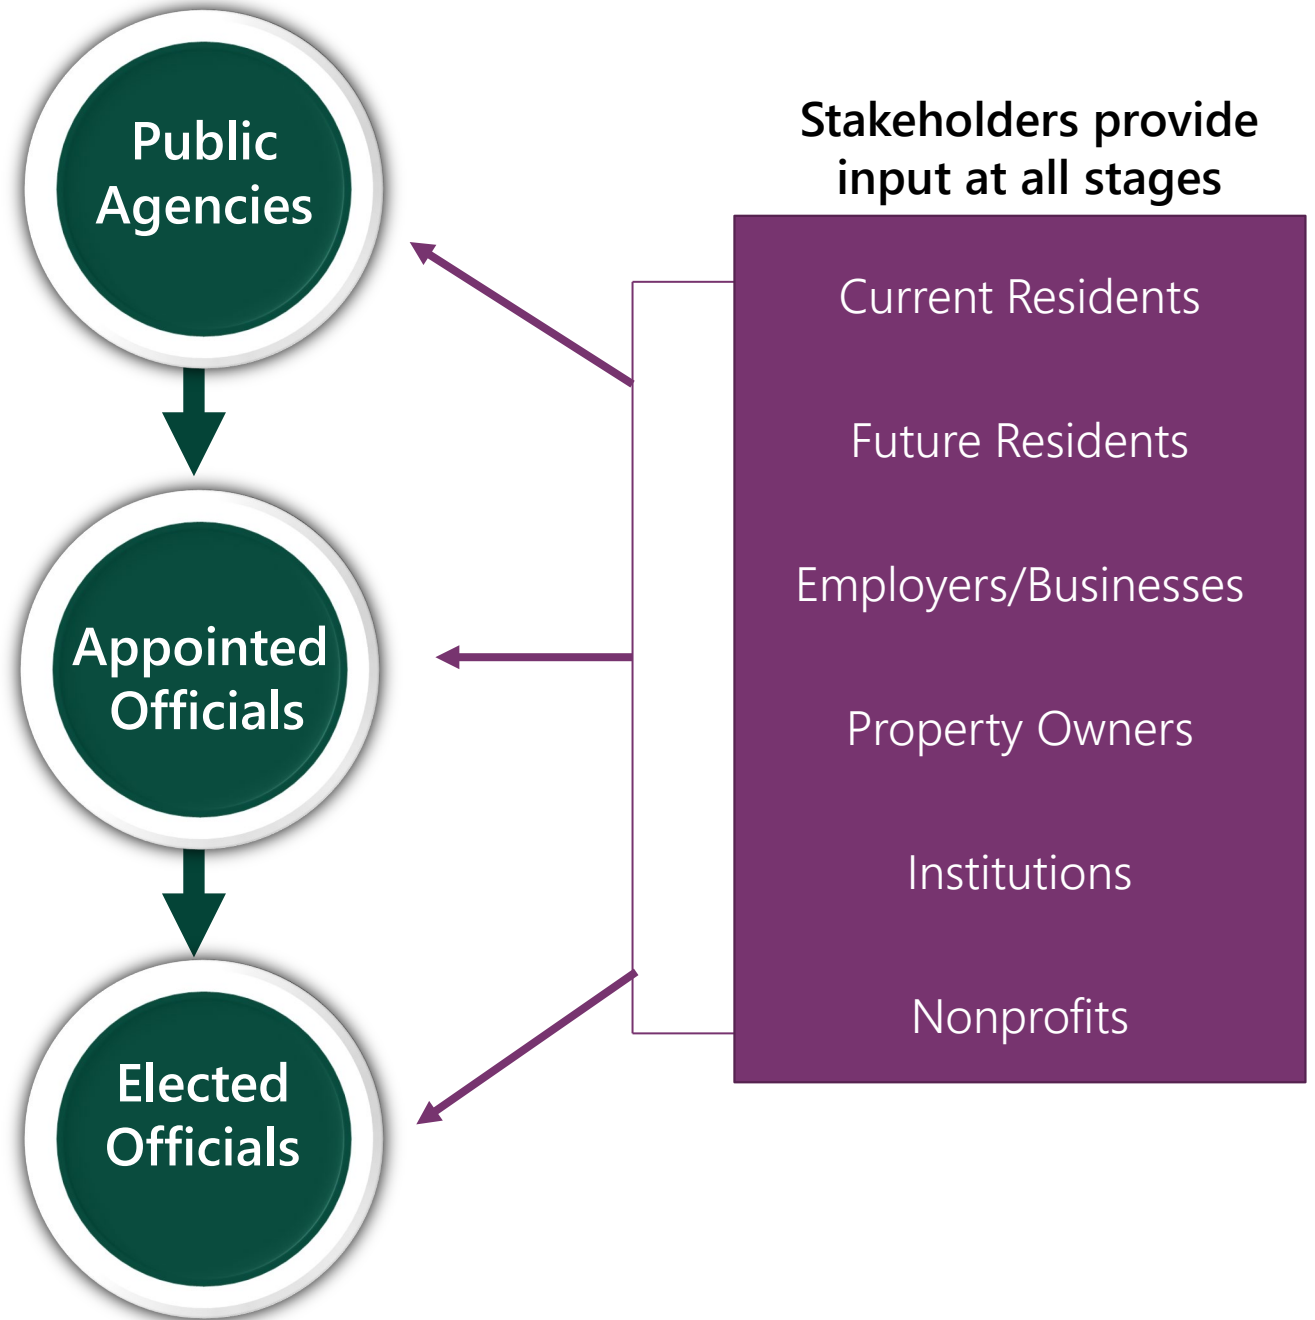 Public
Agencies
Appointed
Officials
Elected
Officials
Stakeholders provide
input at all stages
Current Residents
Future Residents
Employers/Businesses
Property Owners
Institutions
Nonprofits